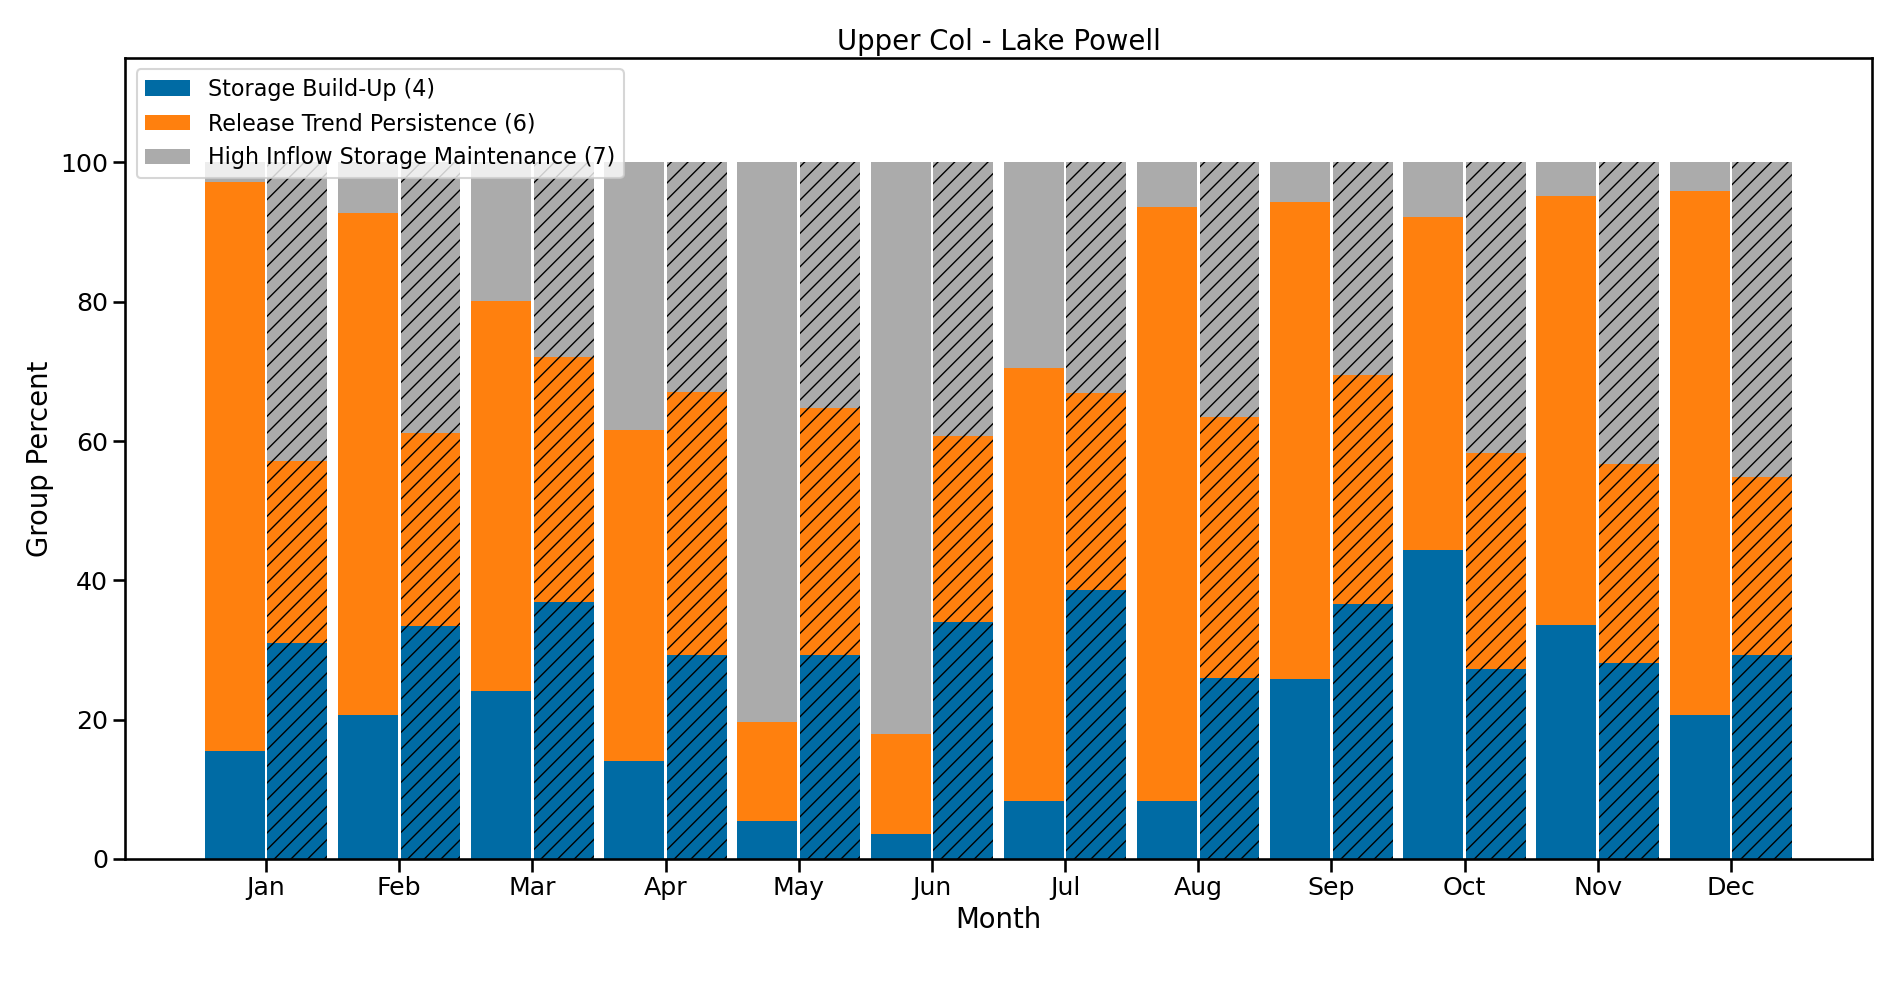 Upper Col - Lake Powell
Storage Build-Up (4)
Release Trend Persistence (6)
High Inflow Storage Maintenance (7)
100
80
60
40
20
0
Group Percent
Jan Feb Mar Apr May Jun Jul Aug Sep Oct Nov Dec
Month